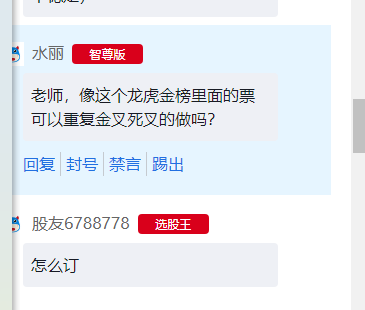 水丽 智尊版
老师，像这个龙虎金榜里面的票
可以重复金叉死叉的做吗？
回复 封号 禁言 踢出
股友6788778 选股王
怎么订